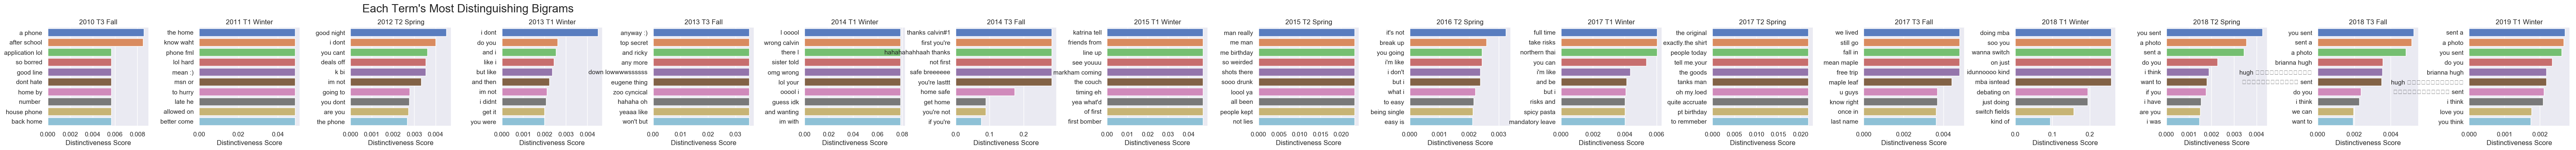 Each Term's Most Distinguishing Bigrams
2010 T3 Fall
a phone
after school
application lol
so borred
good line
dont hate
home by
number
house phone
back home
0.000 0.002 0.004 0.006 0.008
Distinctiveness Score
2011 T1 Winter
the home
know waht
phone fml
lol hard
mean :)
msn or
to hurry
late he
allowed on
better come
0.00 0.02 0.04
Distinctiveness Score
2012 T2 Spring
good night
i dont
you cant
deals off
k bi
im not
going to
you dont
are you
the phone
0.000 0.002 0.004
Distinctiveness Score
2013 T1 Winter
i dont
do you
and i
like i
but like
and then
im not
i didnt
get it
you were
0.000 0.002 0.004
Distinctiveness Score
2013 T3 Fall
anyway :)
top secret
and ricky
any more
down lowwwwssssss
eugene thing
zoo cyncical
hahaha oh
yeaaa like
won't but
0.00 0.01 0.02 0.03
Distinctiveness Score
2014 T1 Winter
l ooool
wrong calvin
there l
sister told
omg wrong
lol your
ooool i
guess idk
and wanting
im with
0.00 0.02 0.04 0.06 0.08
Distinctiveness Score
2014 T3 Fall
thanks calvin#1
first you're
hahahahahhaah thanks
not first
safe breeeeee
you're lasttt
home safe
get home
you're not
if you're
0.0 0.1 0.2
Distinctiveness Score
2015 T1 Winter
katrina tell
friends from
line up
see youuu
markham coming
the couch
timing eh
yea what'd
of first
first bomber
0.00 0.01 0.02 0.03 0.04
Distinctiveness Score
2015 T2 Spring
man really
me man
me birthday
so weirded
shots there
sooo drunk
loool ya
all been
people kept
not lies
0.000 0.005 0.010 0.015 0.020
Distinctiveness Score
2016 T2 Spring
it's not
break up
you going
i'm like
i don't
but i
what i
to easy
being single
easy is
0.000 0.001 0.002 0.003
Distinctiveness Score
2017 T1 Winter
full time
take risks
northern thai
you can
i'm like
and be
but i
risks and
spicy pasta
mandatory leave
0.000 0.002 0.004 0.006
Distinctiveness Score
2017 T2 Spring
the original
exactly.the shirt
people today
tell me.your
the goods
tanks man
oh my.loed
quite accruate
pt birthday
to remmeber
0.000 0.005 0.010 0.015 0.020
Distinctiveness Score
2017 T3 Fall
we lived
still go
fall in
mean maple
free trip
maple leaf
u guys
know right
once in
last name
0.000 0.002 0.004
Distinctiveness Score
2018 T1 Winter
doing mba
soo you
wanna switch
on just
idunnoooo kind
mba isntead
debating on
just doing
switch fields
kind of
0.0 0.1 0.2
Distinctiveness Score
2018 T2 Spring
you sent
a photo
sent a
do you
i think
want to
if you
i have
are you
i was
0.000 0.001 0.002 0.003 0.004
Distinctiveness Score
2018 T3 Fall
you sent
sent a
a photo
brianna hugh
hugh
sent
do you
i think
we can
want to
0.000 0.002 0.004
Distinctiveness Score
2019 T1 Winter
sent a
a photo
you sent
do you
brianna hugh
hugh
sent
i think
love you
you think
0.000 0.001 0.002
Distinctiveness Score